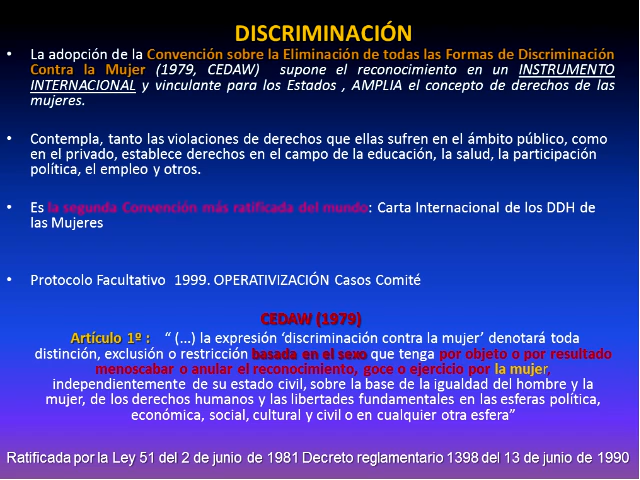 DISCRIMINACIÓN
• La adopción de la Convención sobre la Eliminación de todas las Formas de Discriminación
Contra la Mujer (1979, CEDAW) supone el reconocimiento en un INSTRUMENTO
INTERNACIONAL y vinculante para los Estados , AMPLIA el concepto de derechos de las
mujeres.
• Contempla, tanto las violaciones de derechos que ellas sufren en el ámbito público, como
en el privado, establece derechos en el campo de la educación, la salud, la participación
política, el empleo y otros.
• Es la segunda Convención más ratificada del mundo: Carta Internacional de los DDH de
las Mujeres
• Protocolo Facultativo 1999. OPERATIVIZACIÓN Casos Comité
CEDAW (1979)
Artículo 1º : “ (...) la expresión ‘discriminación contra la mujer’ denotará toda
distinción, exclusión o restricción basada en el sexo que tenga por objeto o por resultado
menoscabar o anular el reconocimiento, goce o ejercicio por la mujer,
independientemente de su estado civil, sobre la base de la igualdad del hombre y la
mujer, de los derechos humanos y las libertades fundamentales en las esferas política,
económica, social, cultural y civil o en cualquier otra esfera”
Ratificada por la Ley 51 del 2 de junio de 1981 Decreto reglamentario 1398 del 13 de junio de 1990